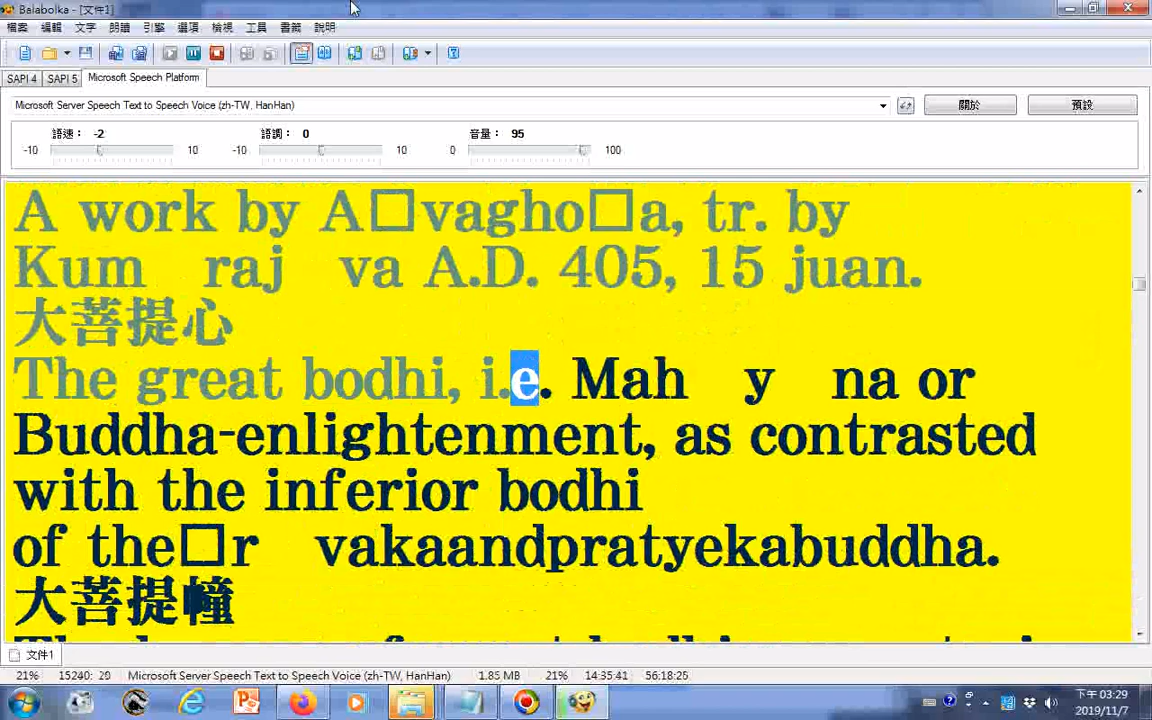 Balabolka - [文件1]
檔案 編輯 文字 朗讀 引擎 選項 檢視 工具 書籤 說明
SAPI 4 SAPI 5 Microsoft Speech Platform
Microsoft Server Speech Text to Speech Voice (zh-TW, HanHan) 關於 預設
語速： -2 語調： 0 音量： 95
-10 10 -10 10 0 100
A work by A□vagho□a, tr. by
Kum raj va A.D. 405, 15 juan.
大菩提心
The great bodhi, i.e. Mah y na or
Buddha-enlightenment, as contrasted
with the inferior bodhi
of the□r vakaandpratyekabuddha.
大菩提幢
文件1
21% 15240: 29 Microsoft Server Speech Text to Speech Voice (zh-TW, HanHan) 1.85 MB 21% 14:35:41 56:18:25
下午 03:29
2019/11/7